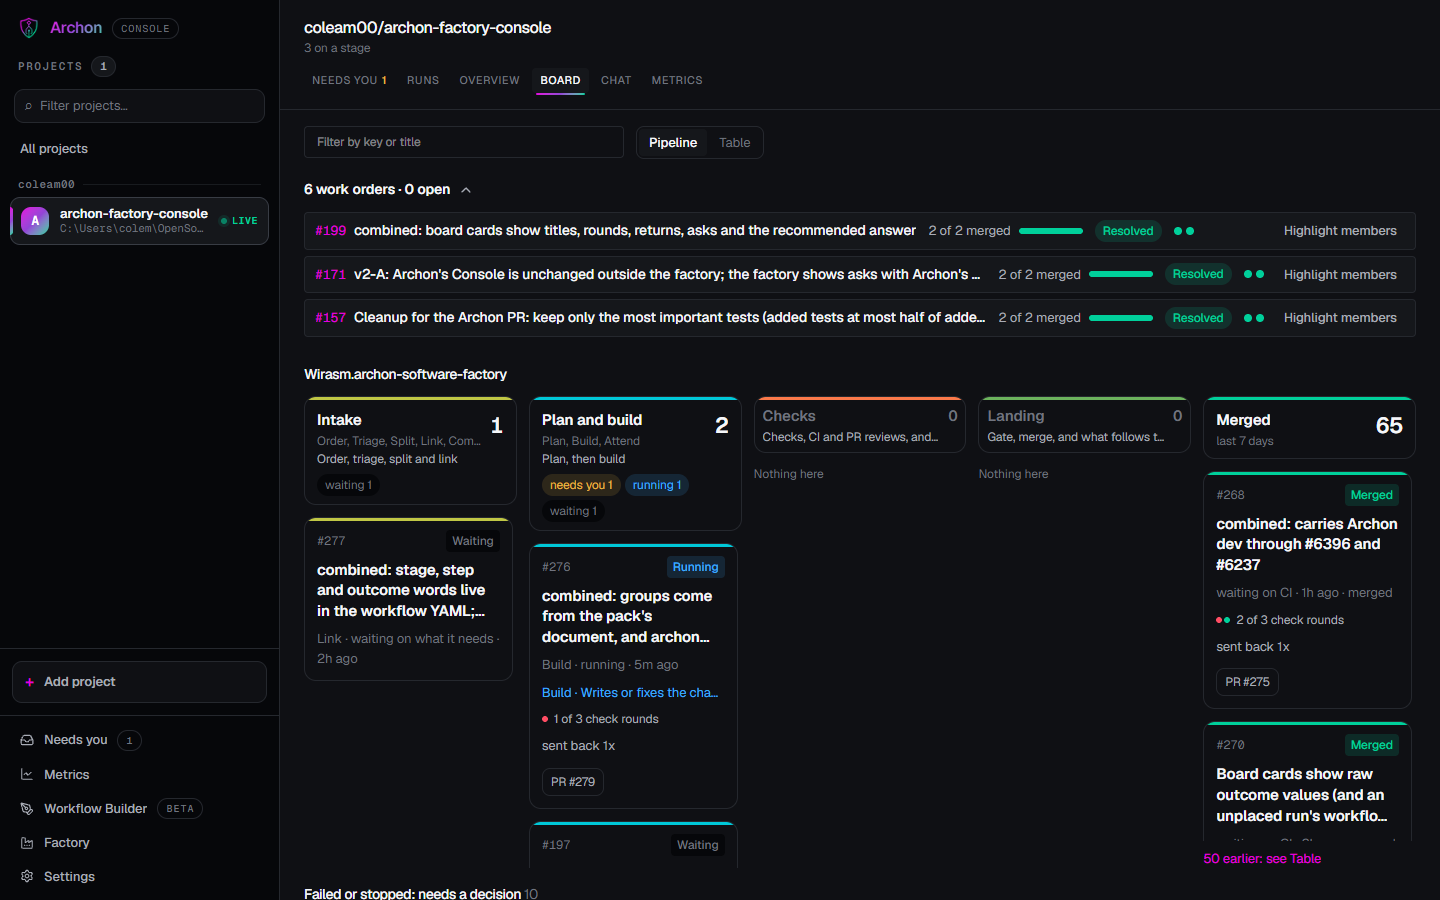 Archon CONSOLE
PROJECTS 1
Filter projects...
All projects
coleam00
A archon-factory-console LIVE
C:\Users\colem\OpenSo...
+ Add project
Needs you 1
Metrics
Workflow Builder BETA
Factory
Settings
coleam00/archon-factory-console
3 on a stage
NEEDS YOU 1 RUNS OVERVIEW BOARD CHAT METRICS
Filter by key or title
Pipeline Table
6 work orders · 0 open
#199 combined: board cards show titles, rounds, returns, asks and the recommended answer 2 of 2 merged Resolved Highlight members
#171 v2-A: Archon's Console is unchanged outside the factory; the factory shows asks with Archon's ... 2 of 2 merged Resolved Highlight members
#157 Cleanup for the Archon PR: keep only the most important tests (added tests at most half of adde... 2 of 2 merged Resolved Highlight members
Wirasm.archon-software-factory
Intake 1
Order, Triage, Split, Link, Com...
Order, triage, split and link
waiting 1
#277 Waiting
combined: stage, step
and outcome words live
in the workflow YAML;...
Link · waiting on what it needs ·
2h ago
Plan and build 2
Plan, Build, Attend
Plan, then build
needs you 1 running 1
waiting 1
#276 Running
combined: groups come
from the pack's
document, and archon...
Build · running · 5m ago
Build · Writes or fixes the cha...
1 of 3 check rounds
sent back 1x
PR #279
#197 Waiting
Checks 0
Checks, CI and PR reviews, and...
Nothing here
Landing 0
Gate, merge, and what follows t...
Nothing here
Merged 65
last 7 days
#268 Merged
combined: carries Archon
dev through #6396 and
#6237
waiting on CI · 1h ago · merged
2 of 3 check rounds
sent back 1x
PR #275
#270 Merged
Board cards show raw
outcome values (and an
unplaced run's workflo...
50 earlier: see Table
Failed or stopped: needs a decision 10